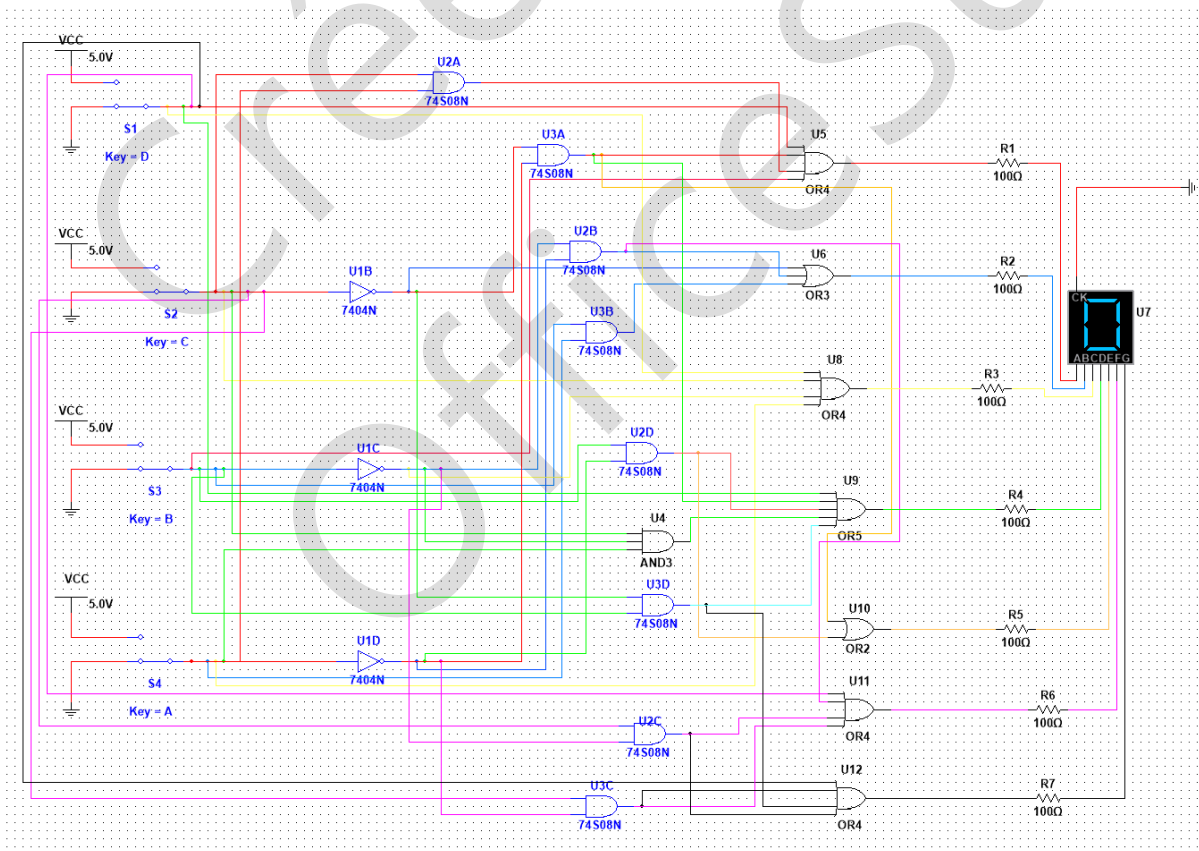 VCC
5.0V
S1
Key = D
VCC
5.0V
S2
Key = C
VCC
5.0V
S3
Key = B
VCC
5.0V
S4
Key = A
U1B
7404N
U1C
7404N
U1D
7404N
U2A
74S08N
U3A
74S08N
U2B
74S08N
U3B
74S08N
U2D
74S08N
U4
AND3
U3D
74S08N
U2C
74S08N
U3C
74S08N
U5
OR4
U6
OR3
U8
OR4
U9
OR5
U10
OR2
U11
OR4
U12
OR4
R1
100Ω
R2
100Ω
R3
100Ω
R4
100Ω
R5
100Ω
R6
100Ω
R7
100Ω
CK
0
U7
ABCDEFG